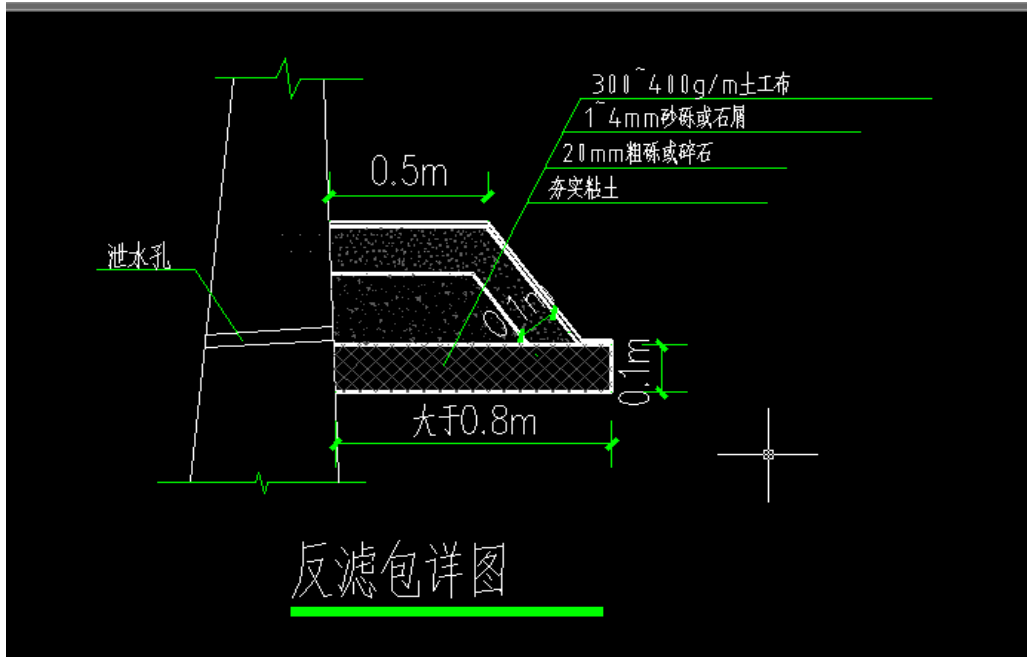 300~400g/m土工布
1~4mm砂砾或石屑
20mm粗砾或碎石
夯实粘土
0.5m
泄水孔
0.1m
0.1m
大于0.8m
反滤包详图